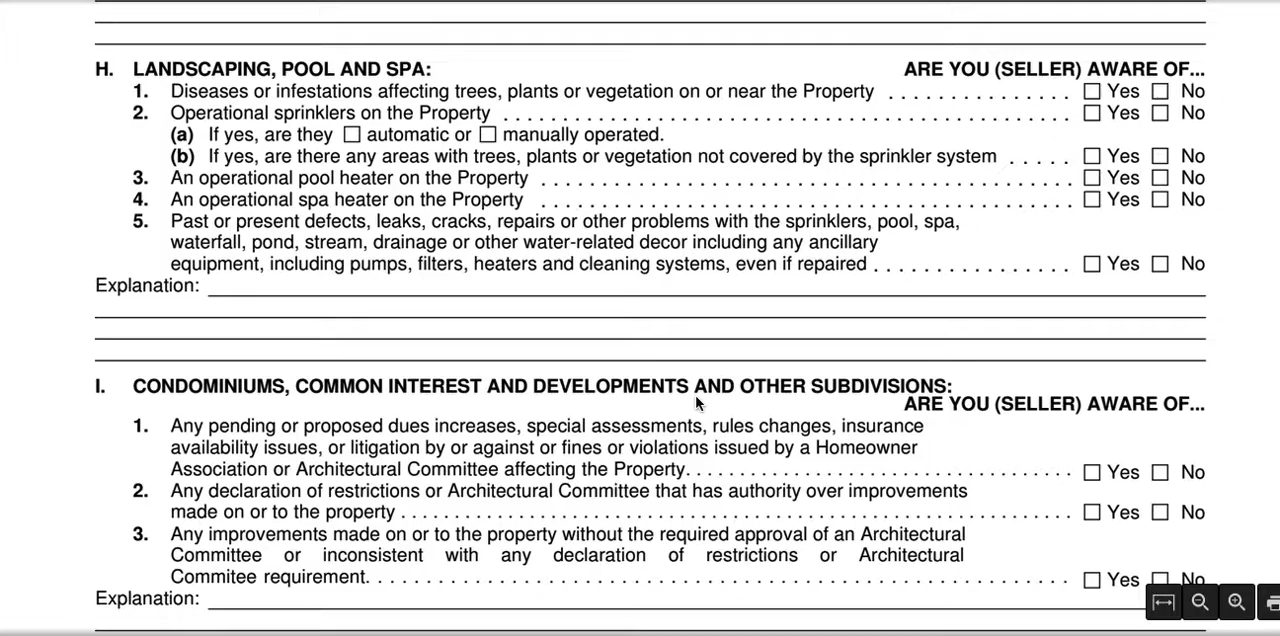 H. LANDSCAPING, POOL AND SPA: ARE YOU (SELLER) AWARE OF...
1. Diseases or infestations affecting trees, plants or vegetation on or near the Property . . . . . . . . . . . . . . . ☐ Yes ☐ No
2. Operational sprinklers on the Property . . . . . . . . . . . . . . . . . . . . . . . . . . . . . . . . . . . . . . . . . . . . . . . . ☐ Yes ☐ No
(a) If yes, are they ☐ automatic or ☐ manually operated.
(b) If yes, are there any areas with trees, plants or vegetation not covered by the sprinkler system . . . . . ☐ Yes ☐ No
3. An operational pool heater on the Property . . . . . . . . . . . . . . . . . . . . . . . . . . . . . . . . . . . . . . . . . . . . . ☐ Yes ☐ No
4. An operational spa heater on the Property . . . . . . . . . . . . . . . . . . . . . . . . . . . . . . . . . . . . . . . . . . . . . ☐ Yes ☐ No
5. Past or present defects, leaks, cracks, repairs or other problems with the sprinklers, pool, spa,
waterfall, pond, stream, drainage or other water-related decor including any ancillary
equipment, including pumps, filters, heaters and cleaning systems, even if repaired . . . . . . . . . . . . . . . . ☐ Yes ☐ No
Explanation:
I. CONDOMINIUMS, COMMON INTEREST AND DEVELOPMENTS AND OTHER SUBDIVISIONS:
ARE YOU (SELLER) AWARE OF...
1. Any pending or proposed dues increases, special assessments, rules changes, insurance
availability issues, or litigation by or against or fines or violations issued by a Homeowner
Association or Architectural Committee affecting the Property. . . . . . . . . . . . . . . . . . . . . . . . . . . . . . . . . ☐ Yes ☐ No
2. Any declaration of restrictions or Architectural Committee that has authority over improvements
made on or to the property . . . . . . . . . . . . . . . . . . . . . . . . . . . . . . . . . . . . . . . . . . . . . . . . . . . . . . . . . ☐ Yes ☐ No
3. Any improvements made on or to the property without the required approval of an Architectural
Committee or inconsistent with any declaration of restrictions or Architectural
Commitee requirement. . . . . . . . . . . . . . . . . . . . . . . . . . . . . . . . . . . . . . . . . . . . . . . . . . . . . . . . . . . . ☐ Yes ☐ No
Explanation: